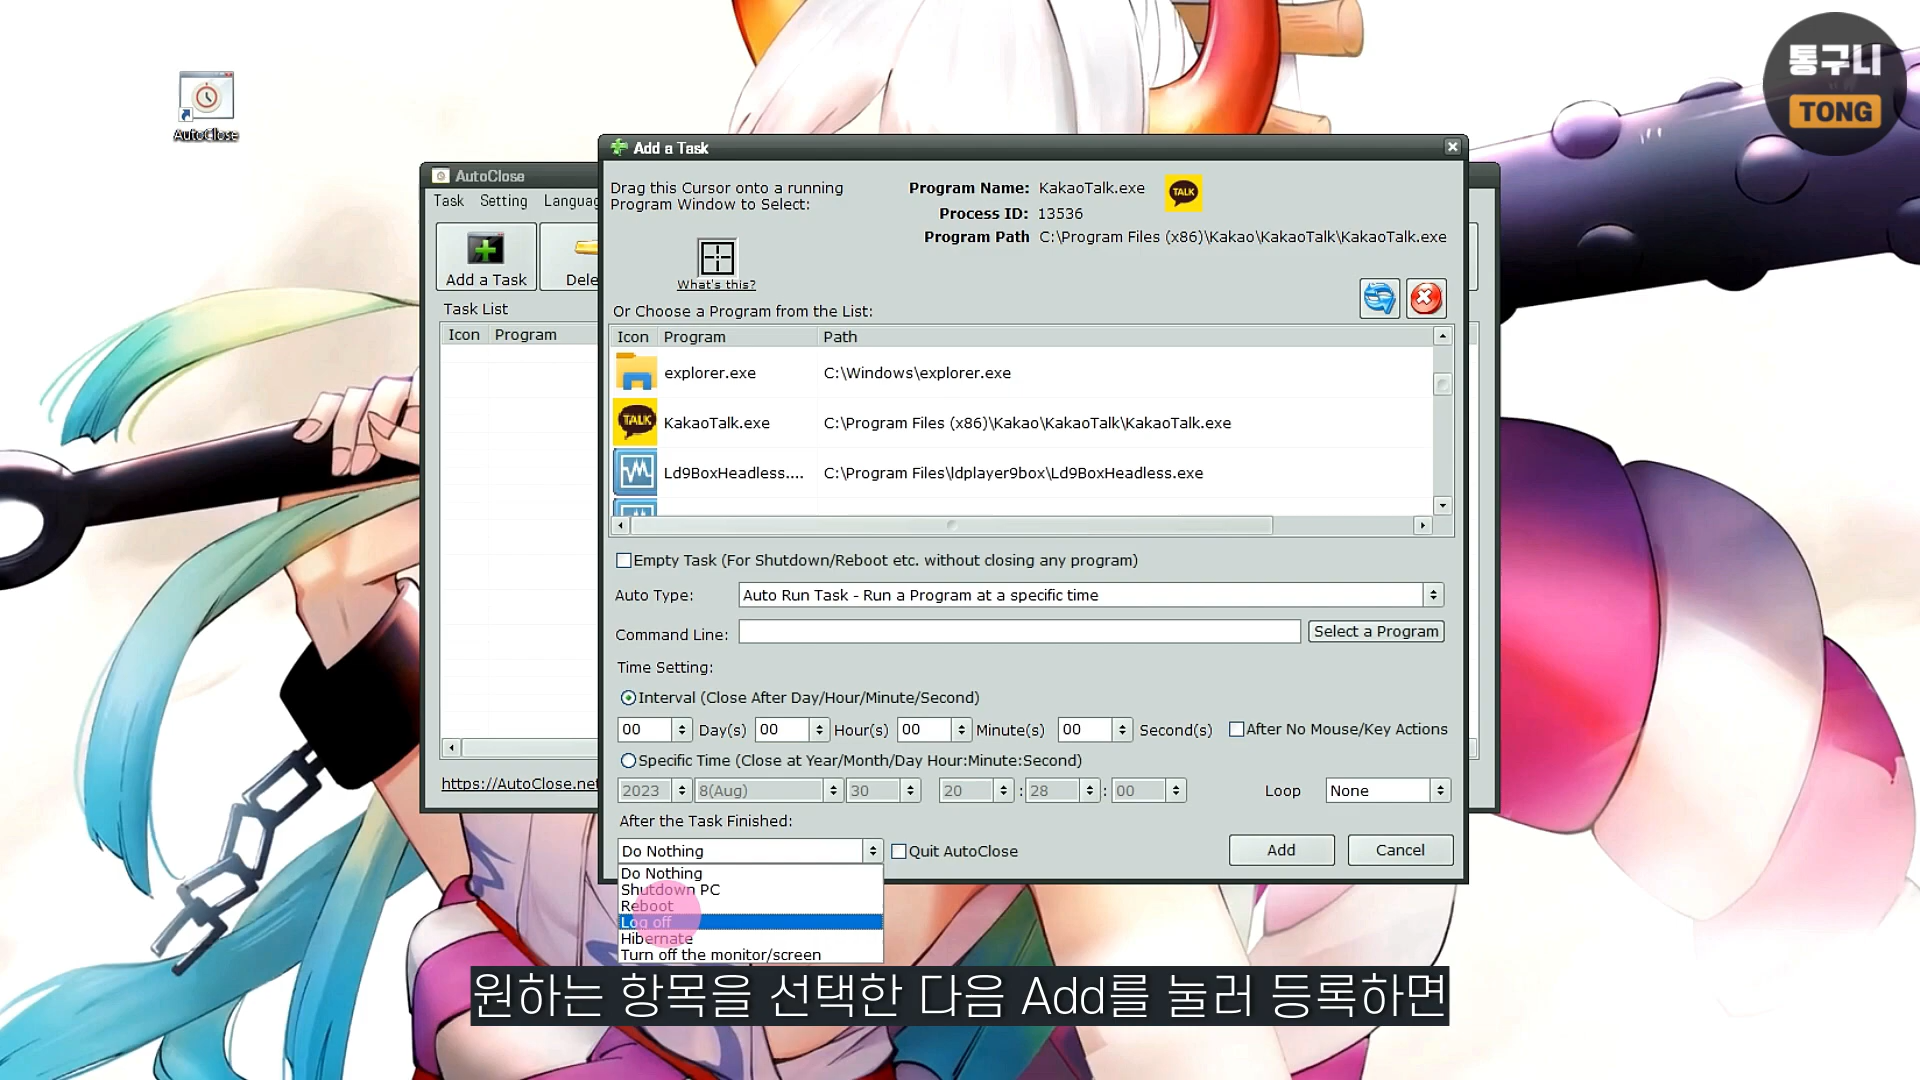 통구니
TONG
AutoClose
AutoClose
Task Setting Languag
Add a Task
Dele
Task List
Icon Program
https://AutoClose.net
Add a Task
Drag this Cursor onto a running
Program Window to Select:
What's this?
Program Name: KakaoTalk.exe
TALK
Process ID: 13536
Program Path C:\Program Files (x86)\Kakao\KakaoTalk\KakaoTalk.exe
Or Choose a Program from the List:
Icon Program Path
explorer.exe C:\Windows\explorer.exe
TALK KakaoTalk.exe C:\Program Files (x86)\Kakao\KakaoTalk\KakaoTalk.exe
Ld9BoxHeadless.... C:\Program Files\ldplayer9box\Ld9BoxHeadless.exe
Empty Task (For Shutdown/Reboot etc. without closing any program)
Auto Type: Auto Run Task - Run a Program at a specific time
Command Line: Select a Program
Time Setting:
Interval (Close After Day/Hour/Minute/Second)
00 Day(s) 00 Hour(s) 00 Minute(s) 00 Second(s) After No Mouse/Key Actions
Specific Time (Close at Year/Month/Day Hour:Minute:Second)
2023 8(Aug) 30 20 : 28 : 00 Loop None
After the Task Finished:
Do Nothing Quit AutoClose Add Cancel
Do Nothing
Shutdown PC
Reboot
Log off
Hibernate
Turn off the monitor/screen
원하는 항목을 선택한 다음 Add를 눌러 등록하면